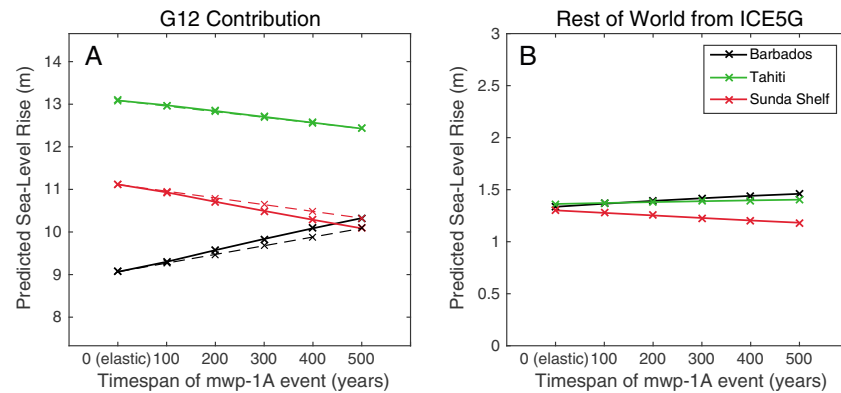 G12 Contribution
A
Predicted Sea-Level Rise (m)
14
13
12
11
10
9
8
0 (elastic) 100 200 300 400 500
Timespan of mwp-1A event (years)
Rest of World from ICE5G
B
Barbados
Tahiti
Sunda Shelf
Predicted Sea-Level Rise (m)
3
2.5
2
1.5
1
0.5
0
0 (elastic) 100 200 300 400 500
Timespan of mwp-1A event (years)